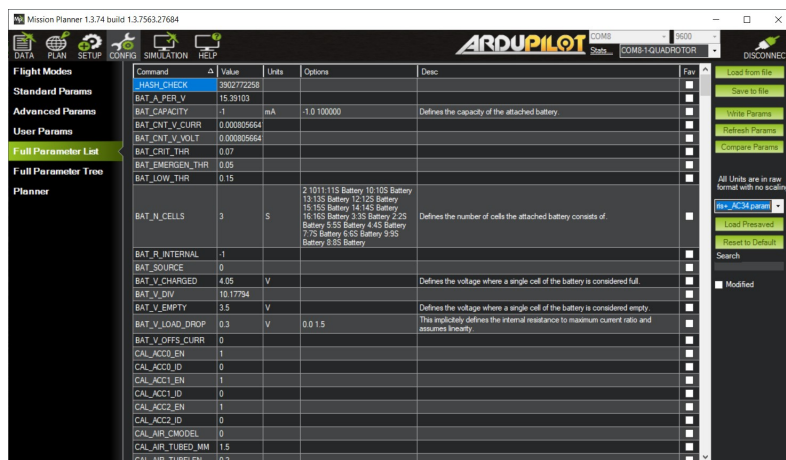 Mission Planner 1.3.74 build 1.3.7563.27684
DATA PLAN SETUP CONFIG SIMULATION HELP
ARDUPILOT
COM8 9600
Stats... COM8-1-QUADROTOR
DISCONNEC
Flight Modes
Standard Params
Advanced Params
User Params
Full Parameter List
Full Parameter Tree
Planner
Command Value Units Options Desc Fav
_HASH_CHECK 3902772258
BAT_A_PER_V 15.39103
BAT_CAPACITY -1 mA -1.0 100000 Defines the capacity of the attached battery.
BAT_CNT_V_CURR 0.000805664
BAT_CNT_V_VOLT 0.000805664
BAT_CRIT_THR 0.07
BAT_EMERGEN_THR 0.05
BAT_LOW_THR 0.15
BAT_N_CELLS 3 S
2 1011:11S Battery 10:10S Battery
13:13S Battery 12:12S Battery
15:15S Battery 14:14S Battery
16:16S Battery 3:3S Battery 2:2S
Battery 5:5S Battery 4:4S Battery
7:7S Battery 6:6S Battery 9:9S
Battery 8:8S Battery
Defines the number of cells the attached battery consists of.
BAT_R_INTERNAL -1
BAT_SOURCE 0
BAT_V_CHARGED 4.05 V Defines the voltage where a single cell of the battery is considered full.
BAT_V_DIV 10.17794
BAT_V_EMPTY 3.5 V Defines the voltage where a single cell of the battery is considered empty.
BAT_V_LOAD_DROP 0.3 V 0.0 1.5
This implicitely defines the internal resistance to maximum current ratio and
assumes linearity.
BAT_V_OFFS_CURR 0
CAL_ACC0_EN 1
CAL_ACC0_ID 0
CAL_ACC1_EN 1
CAL_ACC1_ID 0
CAL_ACC2_EN 1
CAL_ACC2_ID 0
CAL_AIR_CMODEL 0
CAL_AIR_TUBED_MM 1.5
CAL_AIR_TUBELEN 0.2
Load from file
Save to file
Write Params
Refresh Params
Compare Params
All Units are in raw
format with no scaling
ris+_AC34.param
Load Presaved
Reset to Default
Search
Modified